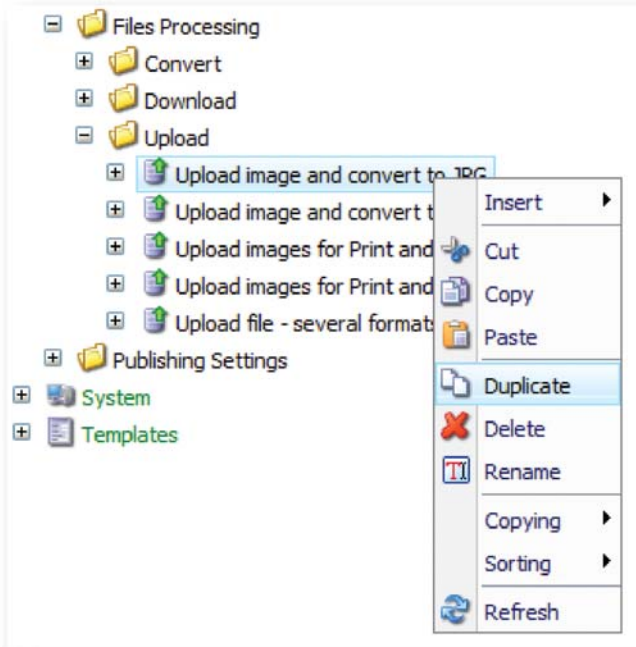 Files Processing
Convert
Download
Upload
Upload image and convert to JPG
Upload image and convert t
Upload images for Print and
Upload images for Print and
Upload file - several formats
Publishing Settings
System
Templates
Insert
Cut
Copy
Paste
Duplicate
Delete
Rename
Copying
Sorting
Refresh